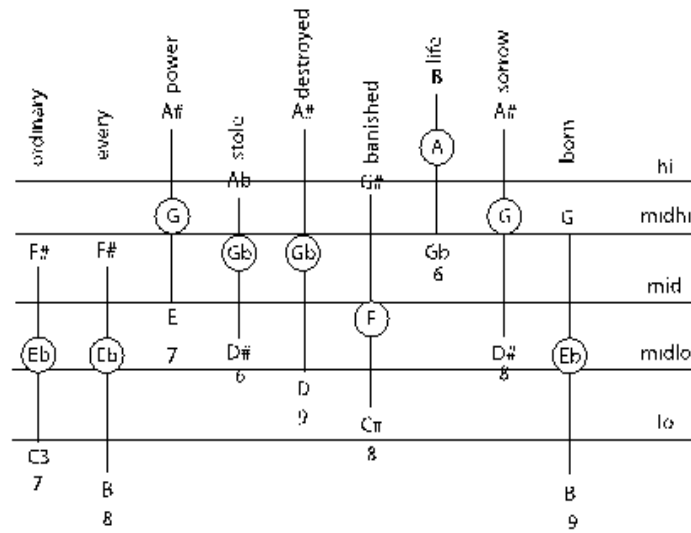 ordinary
every
power
stole
destroyed
banished
life
sorrow
born
A#
A#
B
A#
Ab
G#
hi
G
A
G
G
midhi
F#
F#
Gb
Gb
Gb
6
mid
E
F
Eb
Eb
7
D#
6
D#
8
Eb
midlo
D
9
C#
8
lo
C3
7
B
8
B
9